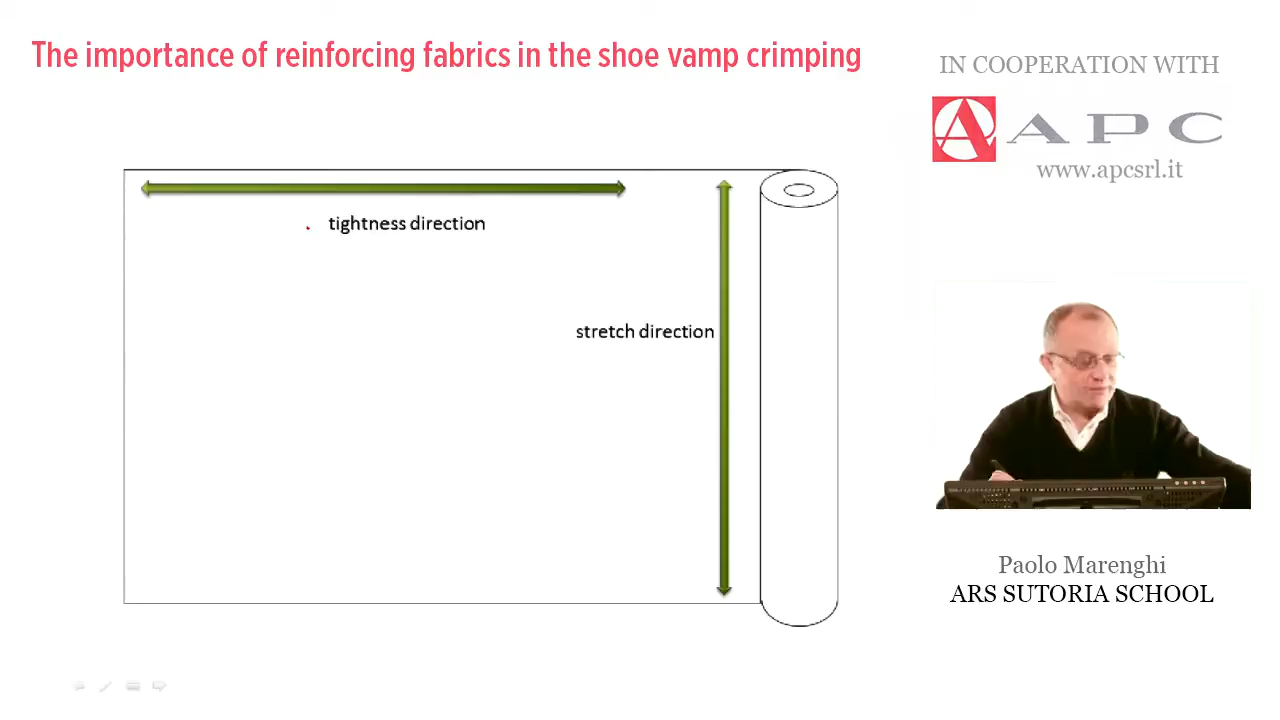 The importance of reinforcing fabrics in the shoe vamp crimping
IN COOPERATION WITH
APC
www.apcsrl.it
tightness direction
stretch direction
Paolo Marenghi
ARS SUTORIA SCHOOL